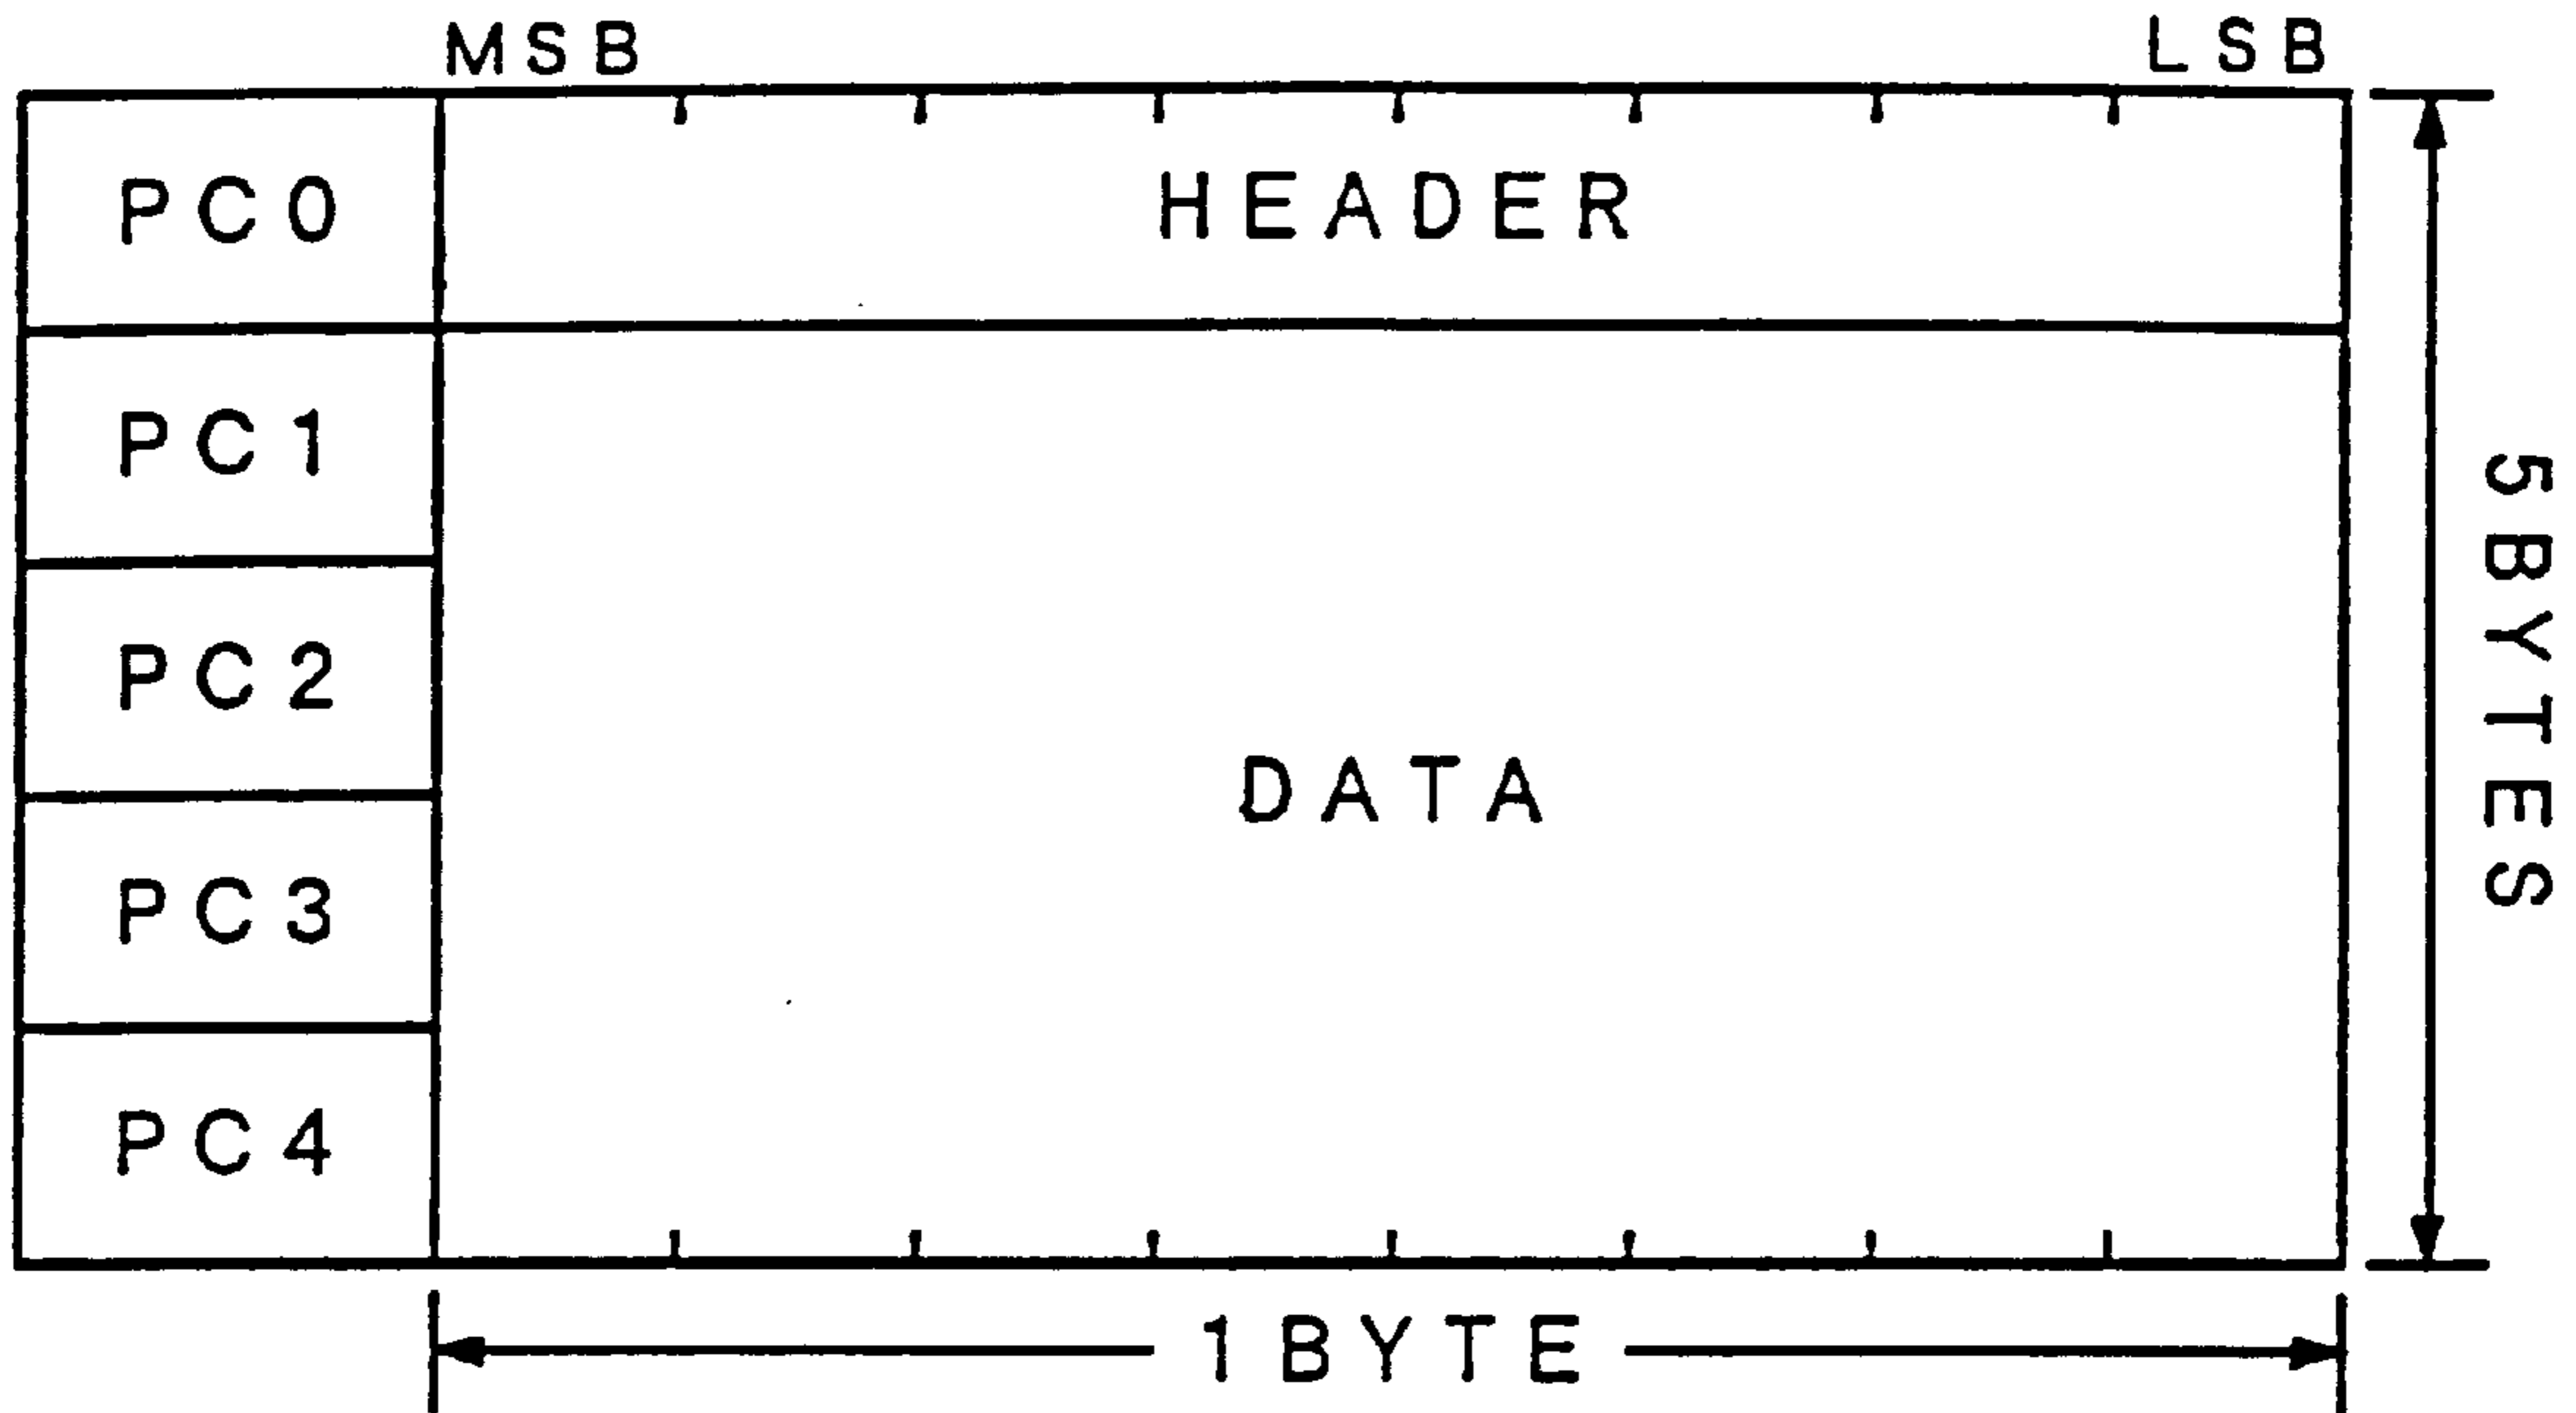 MSB LSB
PC0 HEADER
PC1
PC2
PC3
PC4
DATA
5BYTES
1BYTE